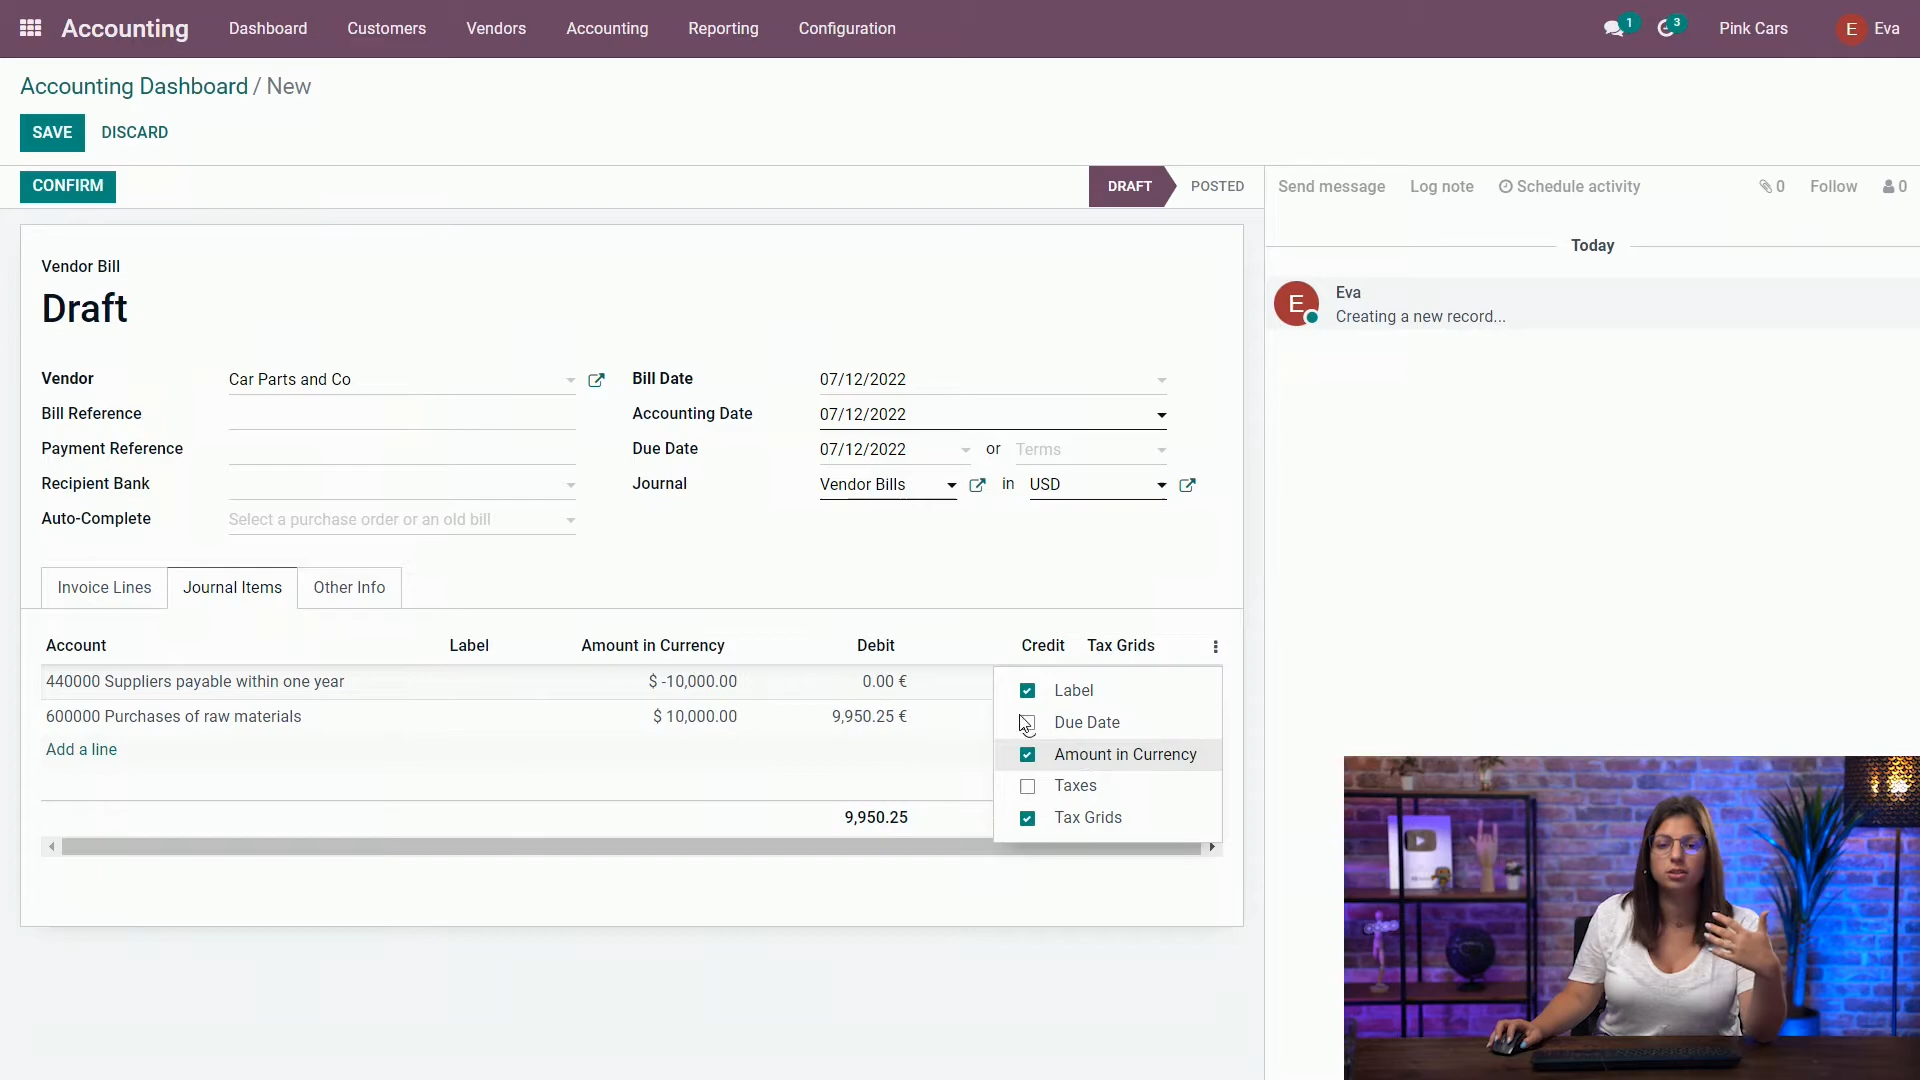 Accounting Dashboard Customers Vendors Accounting Reporting Configuration 1 3 Pink Cars E Eva
Accounting Dashboard / New
SAVE DISCARD
CONFIRM DRAFT POSTED Send message Log note Schedule activity 0 Follow 0
Today
E Eva
Creating a new record...
Vendor Bill
Draft
Vendor Car Parts and Co Bill Date 07/12/2022
Bill Reference Accounting Date 07/12/2022
Payment Reference Due Date 07/12/2022 or Terms
Recipient Bank Journal Vendor Bills in USD
Auto-Complete Select a purchase order or an old bill
Invoice Lines Journal Items Other Info
Account Label Amount in Currency Debit Credit Tax Grids
440000 Suppliers payable within one year $ -10,000.00 0.00 €
600000 Purchases of raw materials $ 10,000.00 9,950.25 €
Add a line
9,950.25
Label
Due Date
Amount in Currency
Taxes
Tax Grids